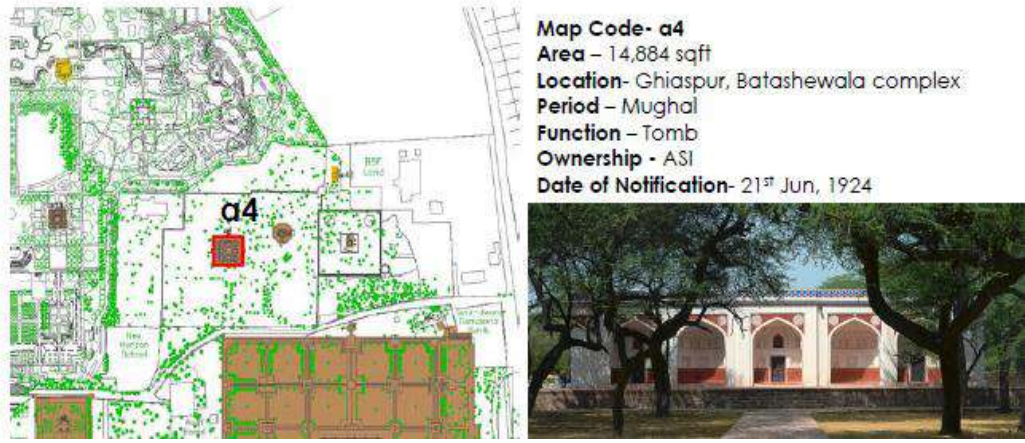 Map Code- a4
Area – 14,884 sqft
Location- Ghiaspur, Batashewala complex
Period – Mughal
Function – Tomb
Ownership - ASI
Date of Notification- 21st Jun, 1924
a4
BSF
Land
New
Horizon
School